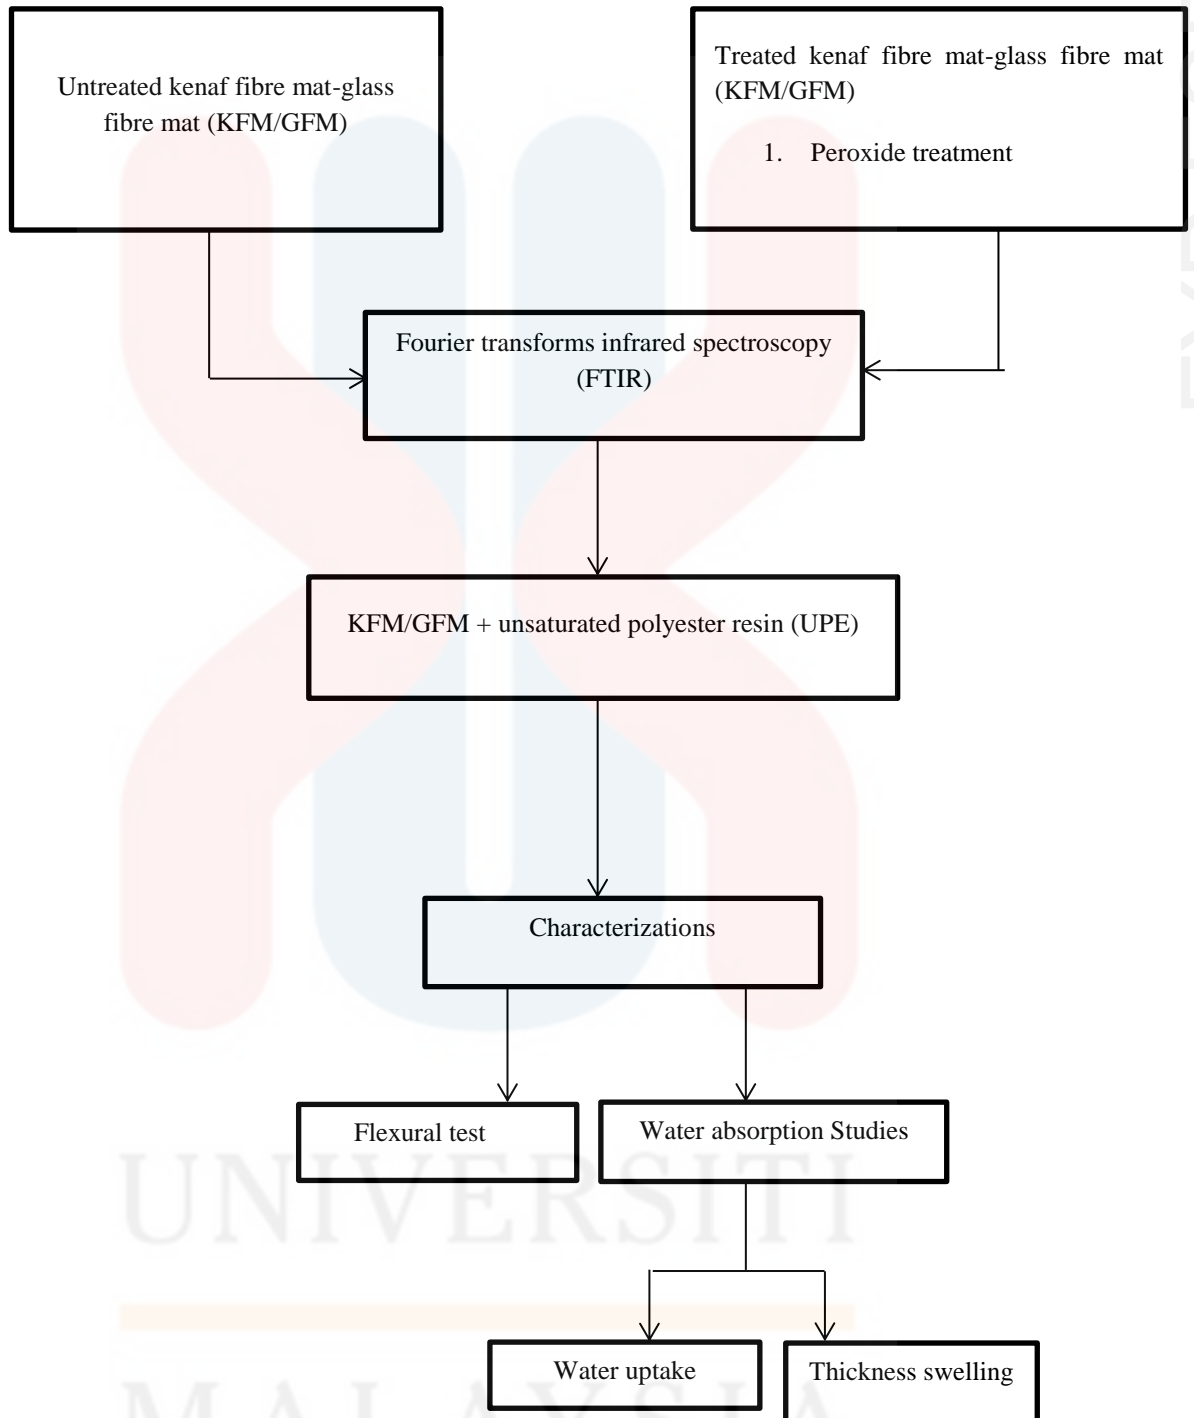 Untreated kenaf fibre mat-glass
fibre mat (KFM/GFM)
Treated kenaf fibre mat-glass fibre mat
(KFM/GFM)
1. Peroxide treatment
Fourier transforms infrared spectroscopy
(FTIR)
KFM/GFM + unsaturated polyester resin (UPE)
Characterizations
Flexural test
Water absorption Studies
UNIVERSITI
Water uptake
Thickness swelling
MALAYSIA